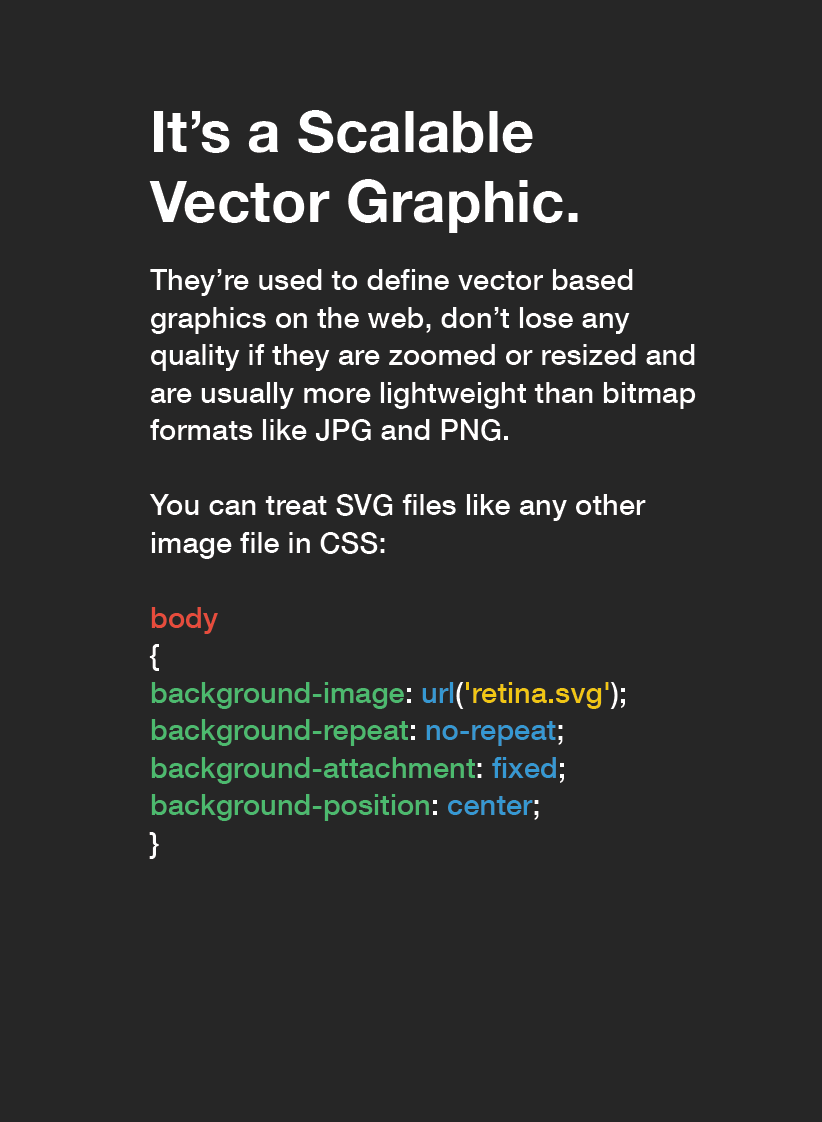 It’s a Scalable
Vector Graphic.
They’re used to define vector based
graphics on the web, don’t lose any
quality if they are zoomed or resized and
are usually more lightweight than bitmap
formats like JPG and PNG.
You can treat SVG files like any other
image file in CSS:
body
{
background-image: url('retina.svg');
background-repeat: no-repeat;
background-attachment: fixed;
background-position: center;
}